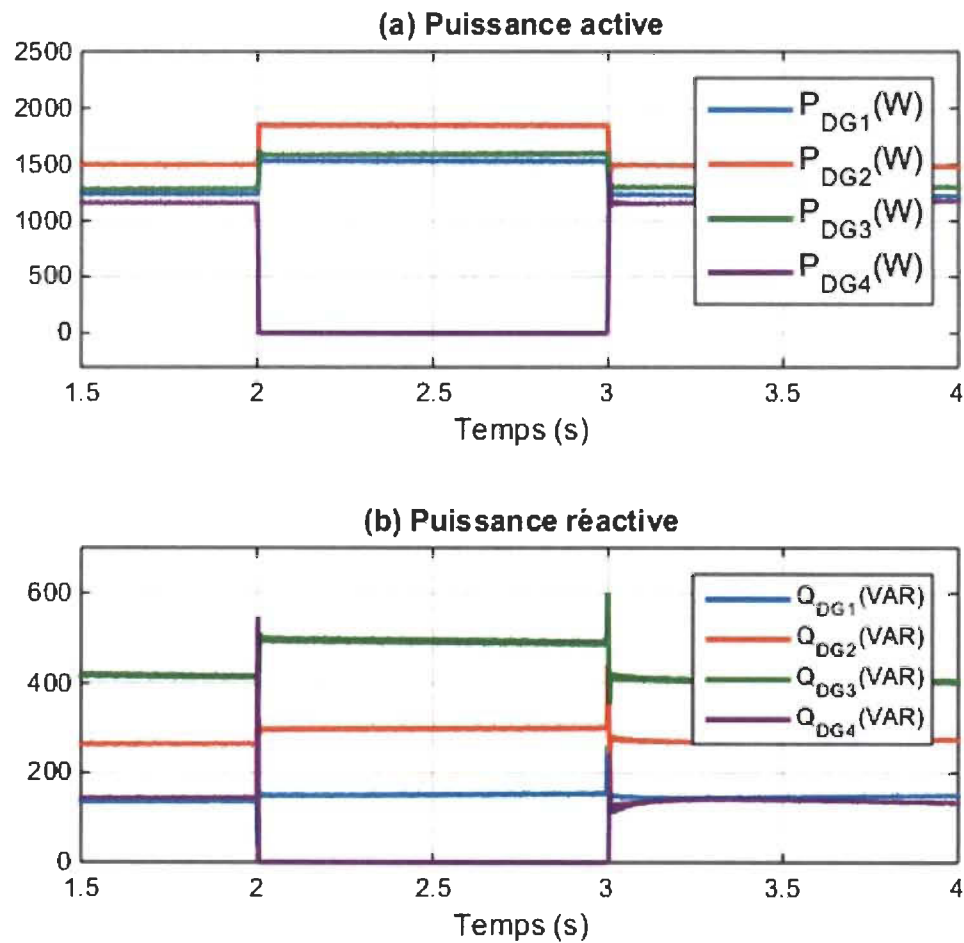 (a) Puissance active
2500
2000
1500
1000
500
0
P_DG1(W)
P_DG2(W)
P_DG3(W)
P_DG4(W)
1.5 2 2.5 3 3.5 4
Temps (s)
(b) Puissance réactive
600
400
200
0
Q_DG1(VAR)
Q_DG2(VAR)
Q_DG3(VAR)
Q_DG4(VAR)
1.5 2 2.5 3 3.5 4
Temps (s)